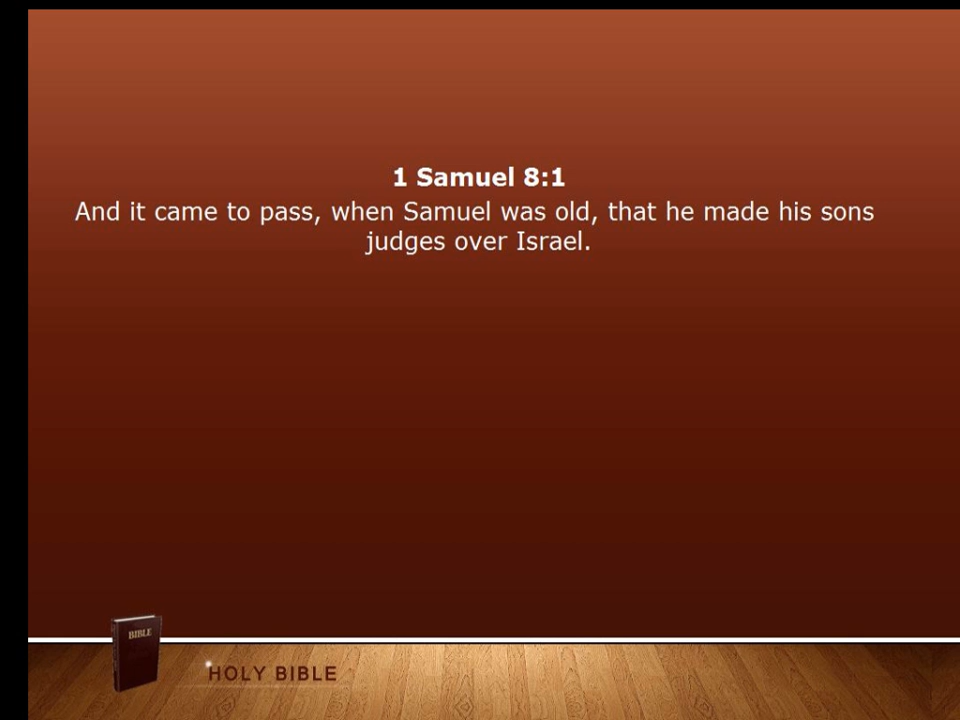 1 Samuel 8:1
And it came to pass, when Samuel was old, that he made his sons
judges over Israel.
BIBLE
HOLY BIBLE